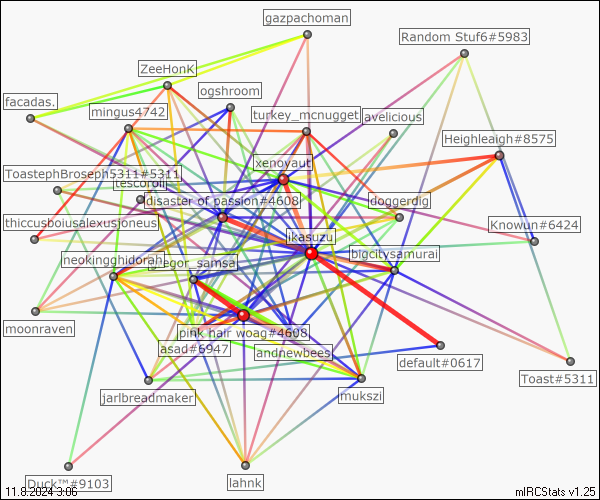 gazpachoman
Random Stuf6#5983
ZeeHonK
ogshroom
facadas.
mingus4742
turkey_mcnugget
avelicious
Heighleigh#8575
xenoyaut
ToastephBroseph5311#5311
disaster of passion#4608
doggerdig
thiccusboiusalexusjoneus
ikasuzu
Knowun#6424
neokingghidorah
gregor_samsa
bigcitysamurai
moonraven
pink hair woag#4608
asad#6947
andnewbees
default#0617
Toast#5311
jarlbreadmaker
mukszi
Duck™#9103
lahnk
11.8.2024 3:06
mIRCStats v1.25